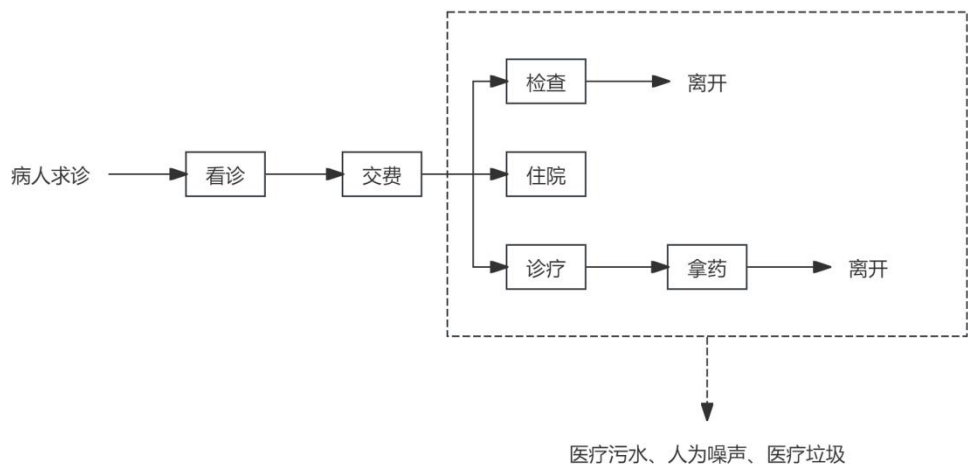 检查
离开
病人求诊
看诊
交费
住院
诊疗
拿药
离开
医疗污水、人为噪声、医疗垃圾